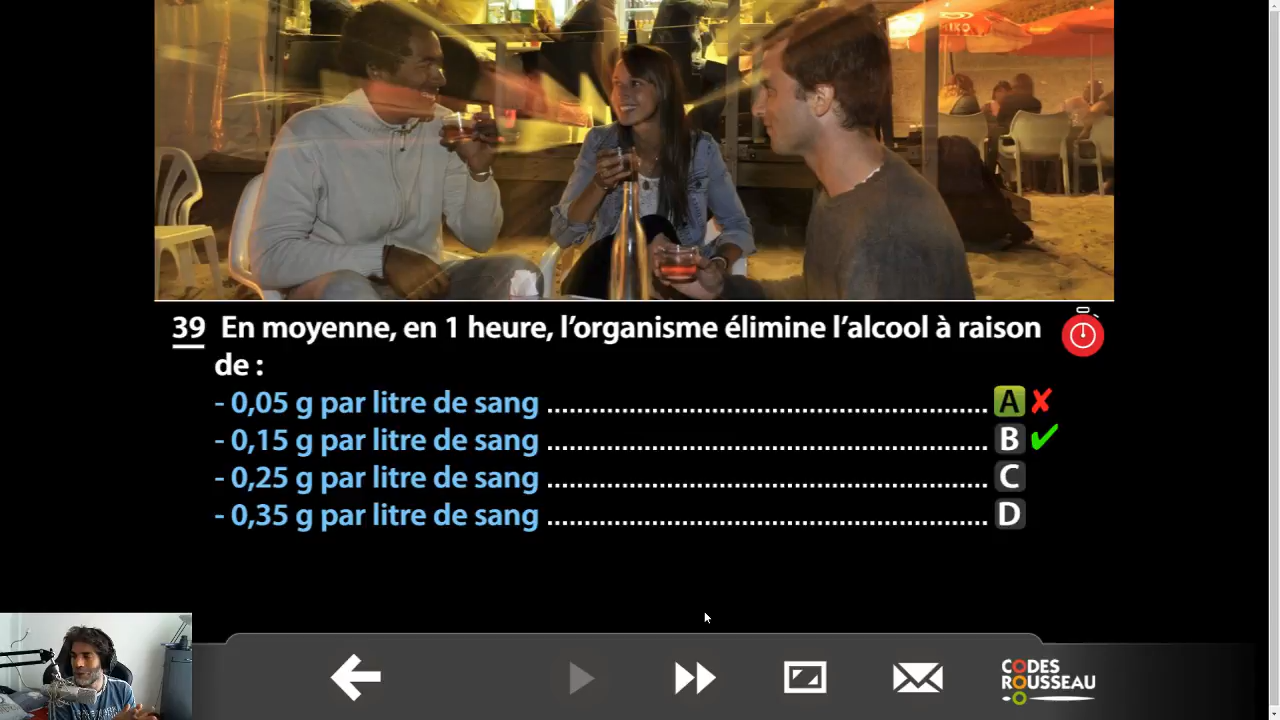 39 En moyenne, en 1 heure, l'organisme élimine l'alcool à raison
de :
- 0,05 g par litre de sang ............................................... A ✘
- 0,15 g par litre de sang ............................................... B ✔
- 0,25 g par litre de sang ............................................... C
- 0,35 g par litre de sang ............................................... D
CODES
ROUSSEAU